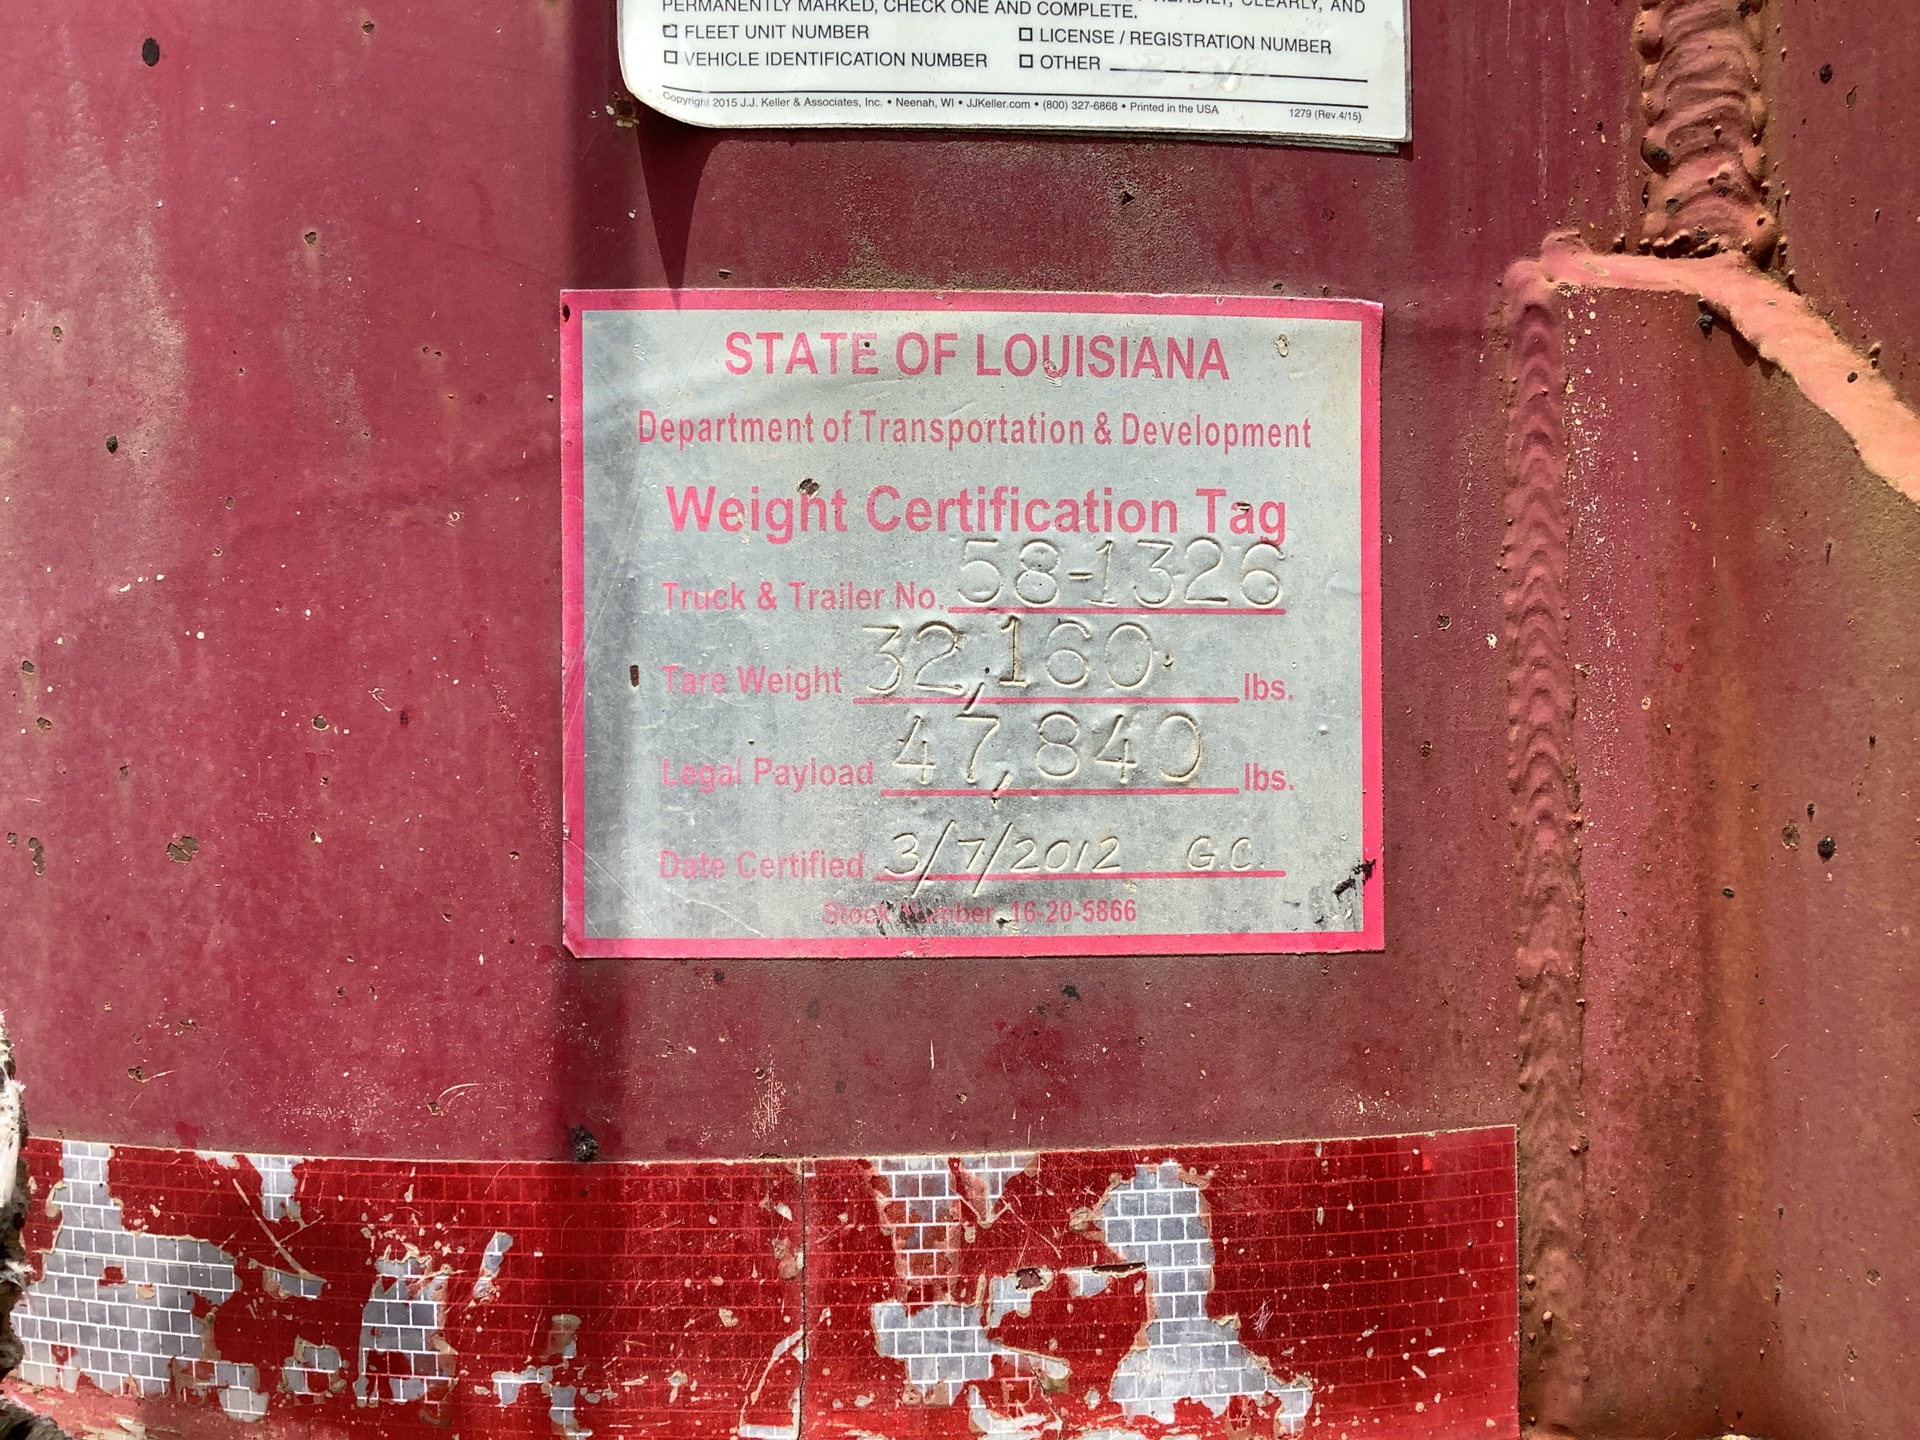 READILY, CLEARLY, AND
PERMANENTLY MARKED, CHECK ONE AND COMPLETE.
☐ FLEET UNIT NUMBER ☐ LICENSE / REGISTRATION NUMBER
☐ VEHICLE IDENTIFICATION NUMBER ☐ OTHER
Copyright 2015 J.J. Keller & Associates, Inc. • Neenah, WI • JJKeller.com • (800) 327-6868 • Printed in the USA 1279 (Rev.4/15)
STATE OF LOUISIANA
Department of Transportation & Development
Weight Certification Tag
Truck & Trailer No. 58-1326
Tare Weight 32,160 lbs.
Legal Payload 47,840 lbs.
Date Certified 3/7/2012 G.C.
Stock Number 16-20-5866